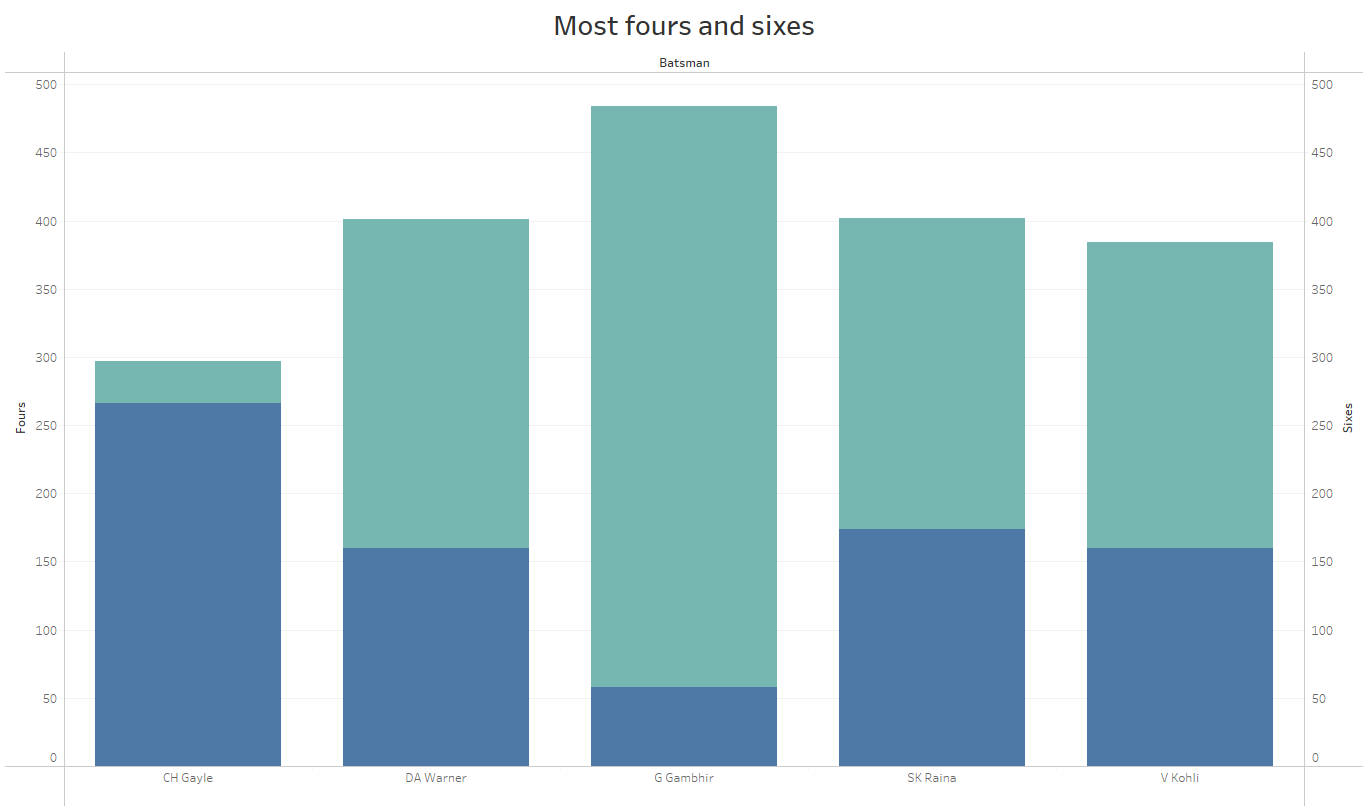 Most fours and sixes
Batsman
500
450
400
350
300
250
200
150
100
50
0
Fours
500
450
400
350
300
250
200
150
100
50
0
Sixes
CH Gayle
DA Warner
G Gambhir
SK Raina
V Kohli